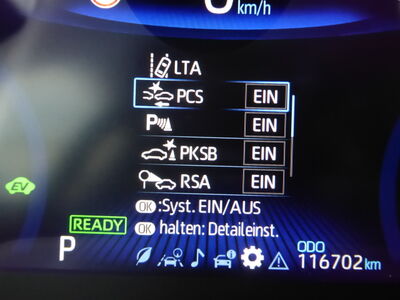 km/h
LTA
PCS EIN
P EIN
PKSB EIN
RSA EIN
OK :Syst. EIN/AUS
OK halten: Detaileinst.
EV
READY
P
ODO
116702 km